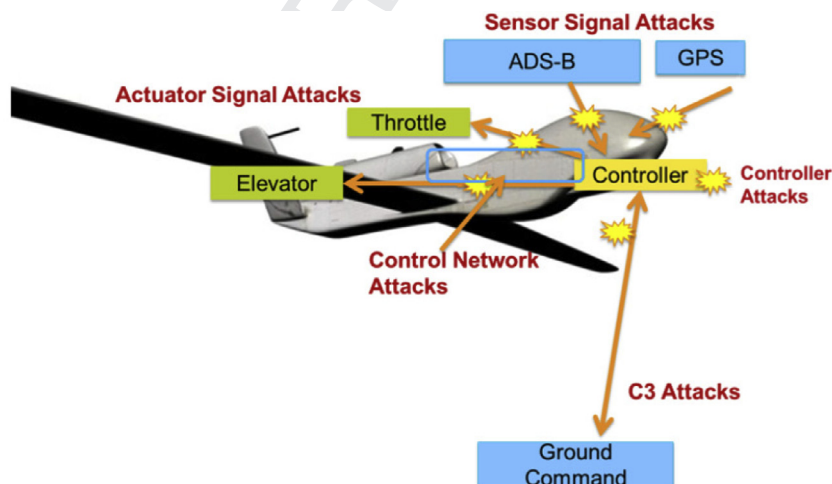 Sensor Signal Attacks
ADS-B
GPS
Actuator Signal Attacks
Throttle
Elevator
Controller
Controller
Attacks
Control Network
Attacks
C3 Attacks
Ground
Command